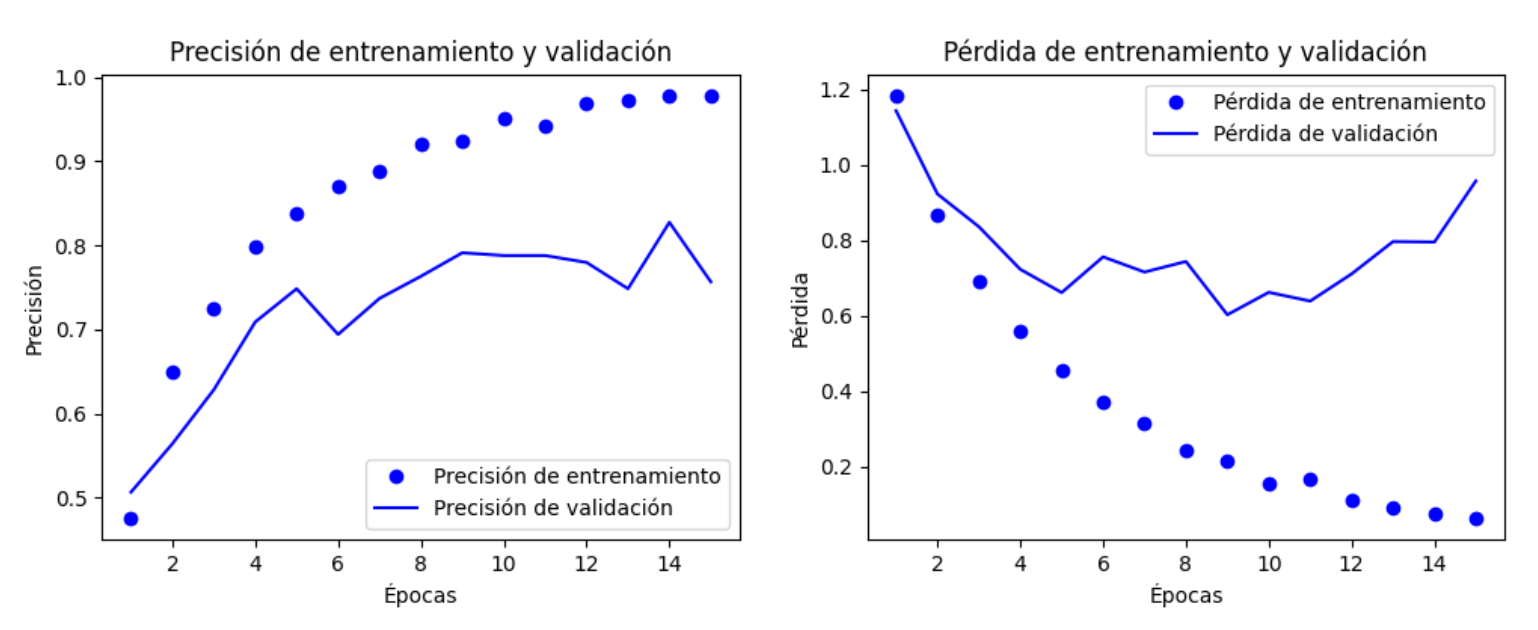 Precisión de entrenamiento y validación
1.0
0.9
0.8
0.7
0.6
0.5
Precisión
Precisión de entrenamiento
Precisión de validación
2 4 6 8 10 12 14
Épocas
Pérdida de entrenamiento y validación
1.2
1.0
0.8
0.6
0.4
0.2
Pérdida
Pérdida de entrenamiento
Pérdida de validación
2 4 6 8 10 12 14
Épocas